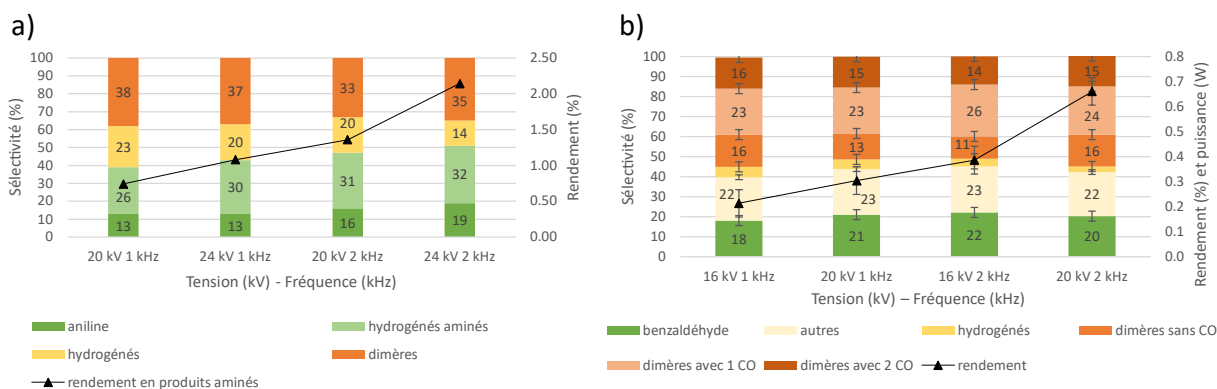 a)
Sélectivité (%)
100
90
80
70
60
50
40
30
20
10
0
38
23
26
13
37
20
30
13
33
20
31
16
35
14
32
19
2.50
2.00
1.50
1.00
0.50
0.00
Rendement (%)
20 kV 1 kHz
24 kV 1 kHz
20 kV 2 kHz
24 kV 2 kHz
Tension (kV) - Fréquence (kHz)
aniline
hydrogénés aminés
hydrogénés
dimères
rendement en produits aminés
b)
Sélectivité (%)
100
90
80
70
60
50
40
30
20
10
0
16
23
16
22
18
15
23
13
23
21
14
26
11
23
22
15
24
16
22
20
0.8
0.7
0.6
0.5
0.4
0.3
0.2
0.1
0.0
Rendement (%) et puissance (W)
16 kV 1 kHz
20 kV 1 kHz
16 kV 2 kHz
20 kV 2 kHz
Tension (kV) – Fréquence (kHz)
benzaldéhyde
autres
hydrogénés
dimères sans CO
dimères avec 1 CO
dimères avec 2 CO
rendement